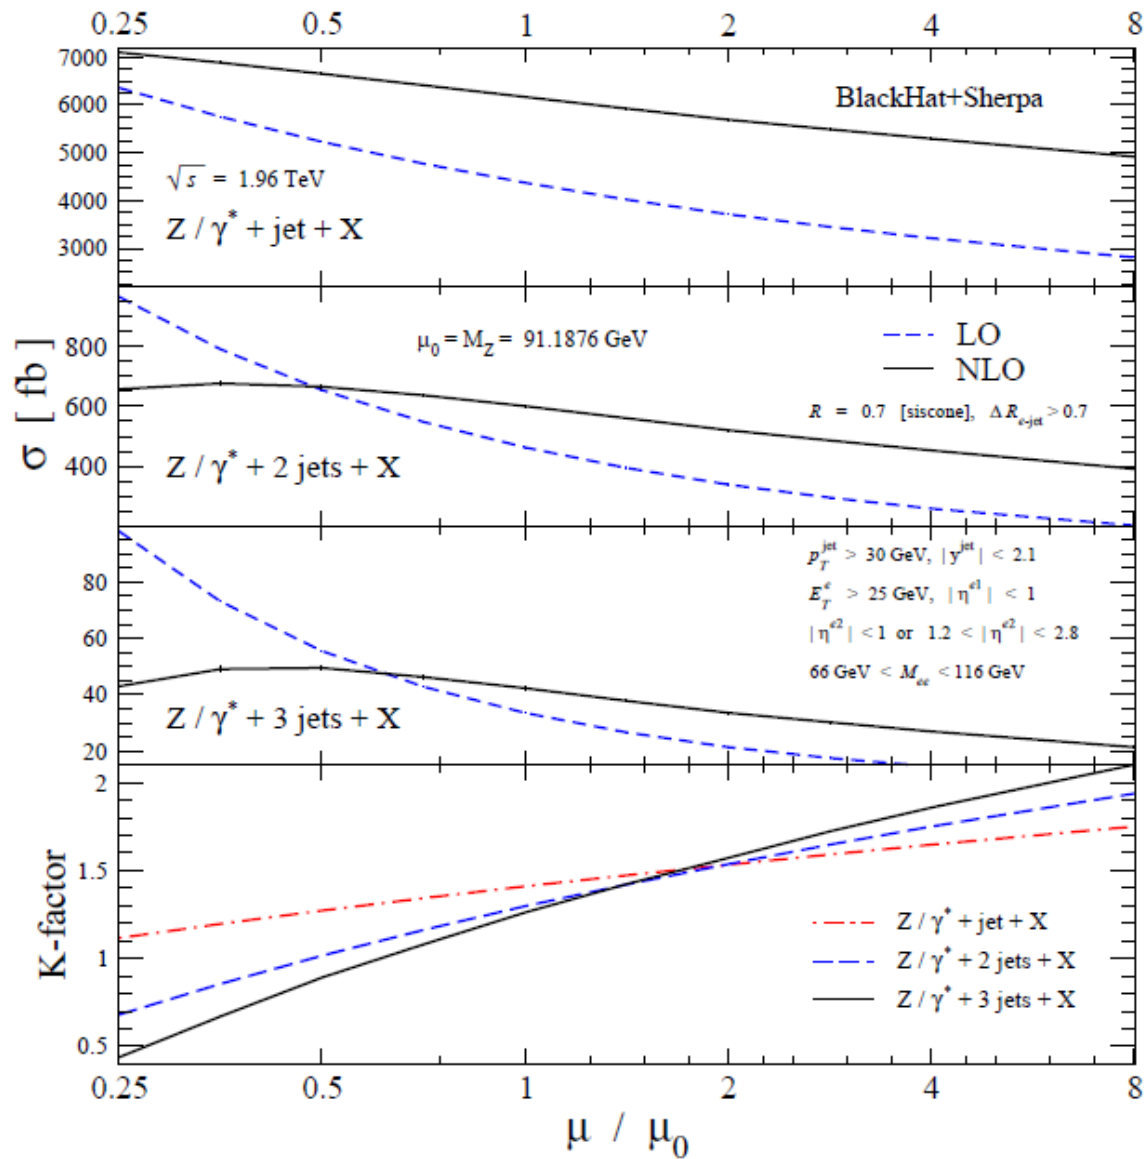 0.25 0.5 1 2 4 8
7000
6000
5000
4000
3000
BlackHat+Sherpa
√s = 1.96 TeV
Z / γ* + jet + X
σ [ fb ]
800
600
400
μ0 = MZ = 91.1876 GeV
LO
NLO
R = 0.7 [siscone], ΔRe-jet > 0.7
Z / γ* + 2 jets + X
80
60
40
20
pTjet > 30 GeV, | yjet | < 2.1
ETe > 25 GeV, | ηe1 | < 1
| ηe2 | < 1 or 1.2 < | ηe2 | < 2.8
66 GeV < Mee < 116 GeV
Z / γ* + 3 jets + X
K-factor
2
1.5
1
0.5
Z / γ* + jet + X
Z / γ* + 2 jets + X
Z / γ* + 3 jets + X
0.25 0.5 1 2 4 8
μ / μ0